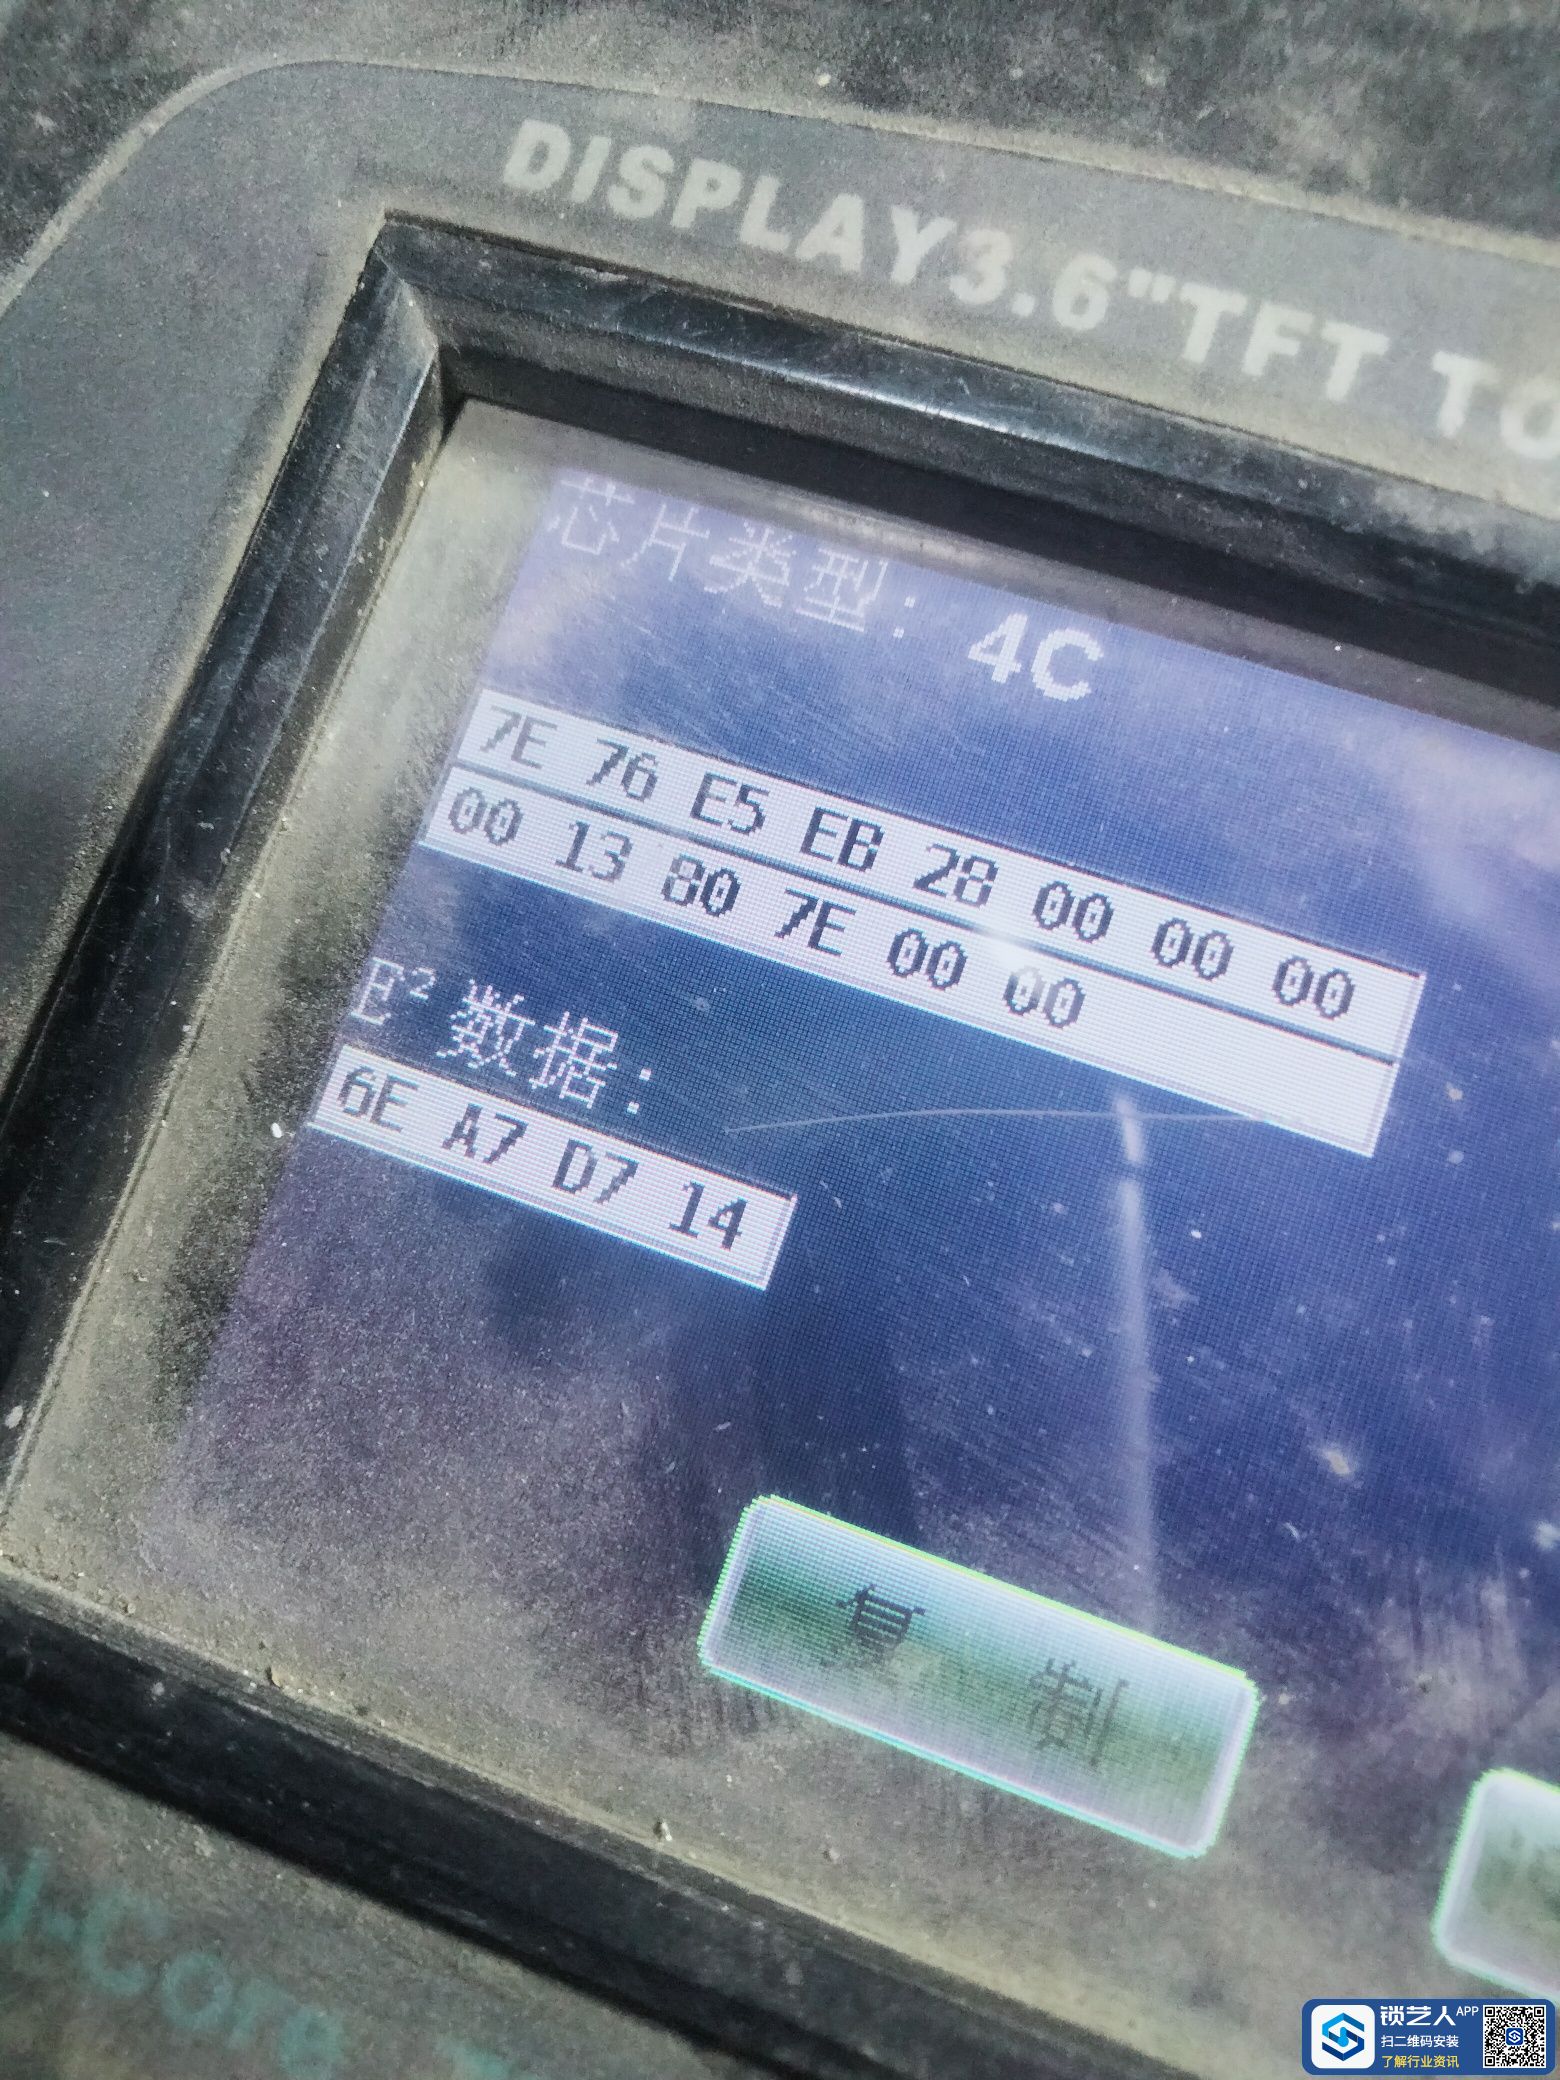 DISPLAY3.6"TFT TO
芯片类型: 4C
7E 76 E5 EB 28 00 00 00
00 13 80 7E 00 00
E² 数据:
6E A7 D7 14
复 制
锁艺人APP
扫二维码安装
了解行业资讯